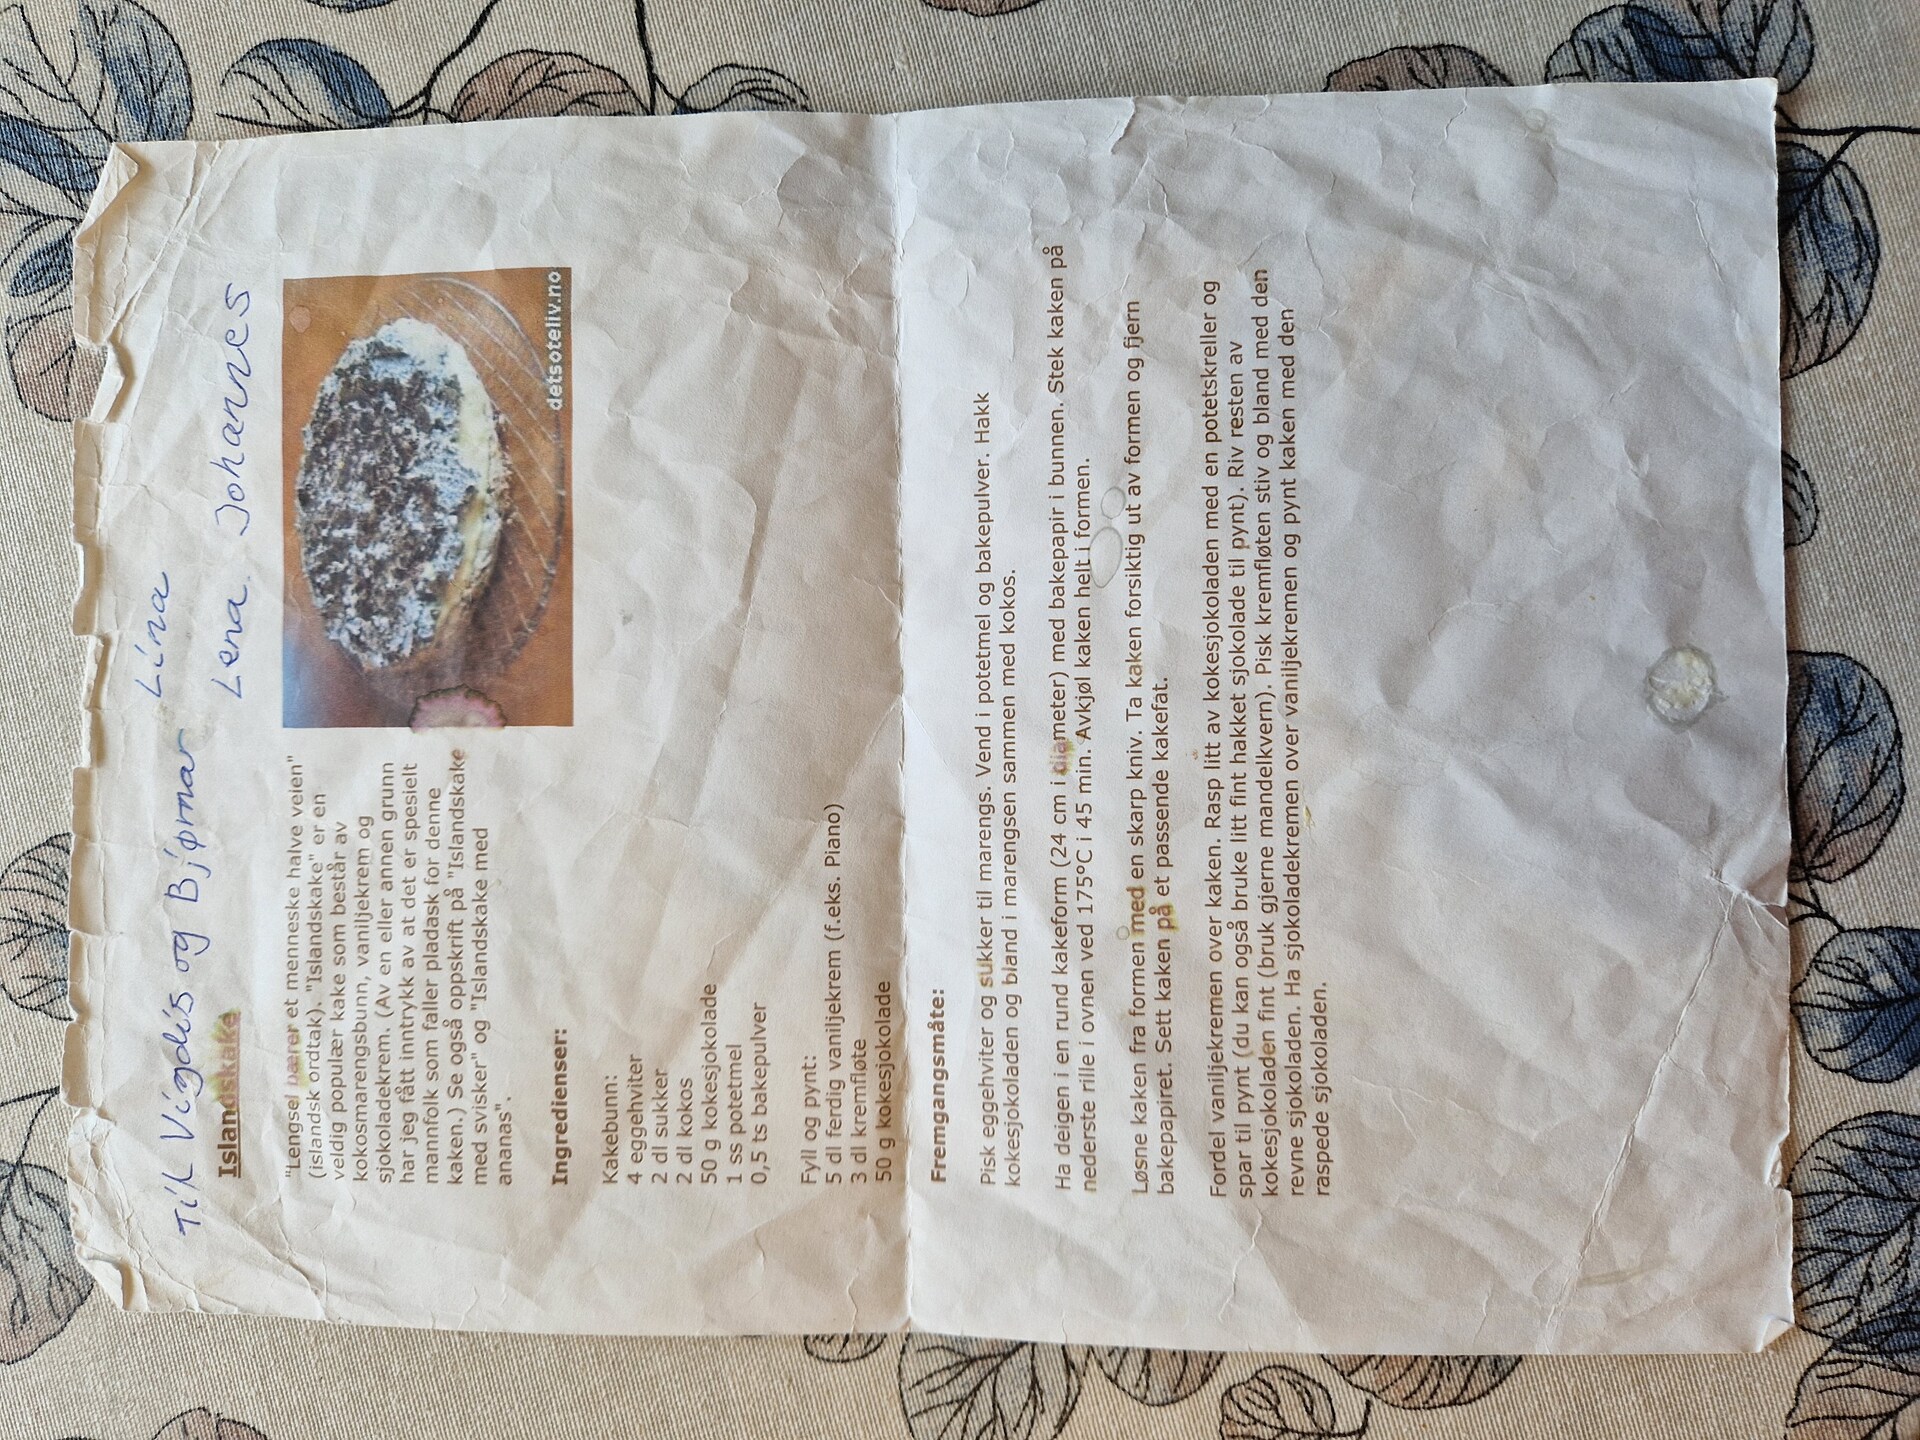 Lina
Til Vigdis og Bjørnar
Lena Johannes
Islandskake
"Lengsel bærer et menneske halve veien"
(islandsk ordtak). "Islandskake" er en
veldig populær kake som består av
kokosmarengsbunn, vaniljekrem og
sjokoladekrem. (Av en eller annen grunn
har jeg fått inntrykk av at det er spesielt
mannfolk som faller pladask for denne
kaken.) Se også oppskrift på "Islandskake
med svisker" og "Islandskake med
ananas".
detsoteliv.no
Ingredienser:
Kakebunn:
4 eggehviter
2 dl sukker
2 dl kokos
50 g kokesjokolade
1 ss potetmel
0,5 ts bakepulver
Fyll og pynt:
5 dl ferdig vaniljekrem (f.eks. Piano)
3 dl kremfløte
50 g kokesjokolade
Fremgangsmåte:
Pisk eggehviter og sukker til marengs. Vend i potetmel og bakepulver. Hakk
kokesjokoladen og bland i marengsen sammen med kokos.
Ha deigen i en rund kakeform (24 cm i diameter) med bakepapir i bunnen. Stek kaken på
nederste rille i ovnen ved 175°C i 45 min. Avkjøl kaken helt i formen.
Løsne kaken fra formen med en skarp kniv. Ta kaken forsiktig ut av formen og fjern
bakepapiret. Sett kaken på et passende kakefat.
Fordel vaniljekremen over kaken. Rasp litt av kokesjokoladen med en potetskreller og
spar til pynt (du kan også bruke litt fint hakket sjokolade til pynt). Riv resten av
kokesjokoladen fint (bruk gjerne mandelkvern). Pisk kremfløten stiv og bland med den
revne sjokoladen. Ha sjokoladekremen over vaniljekremen og pynt kaken med den
raspede sjokoladen.